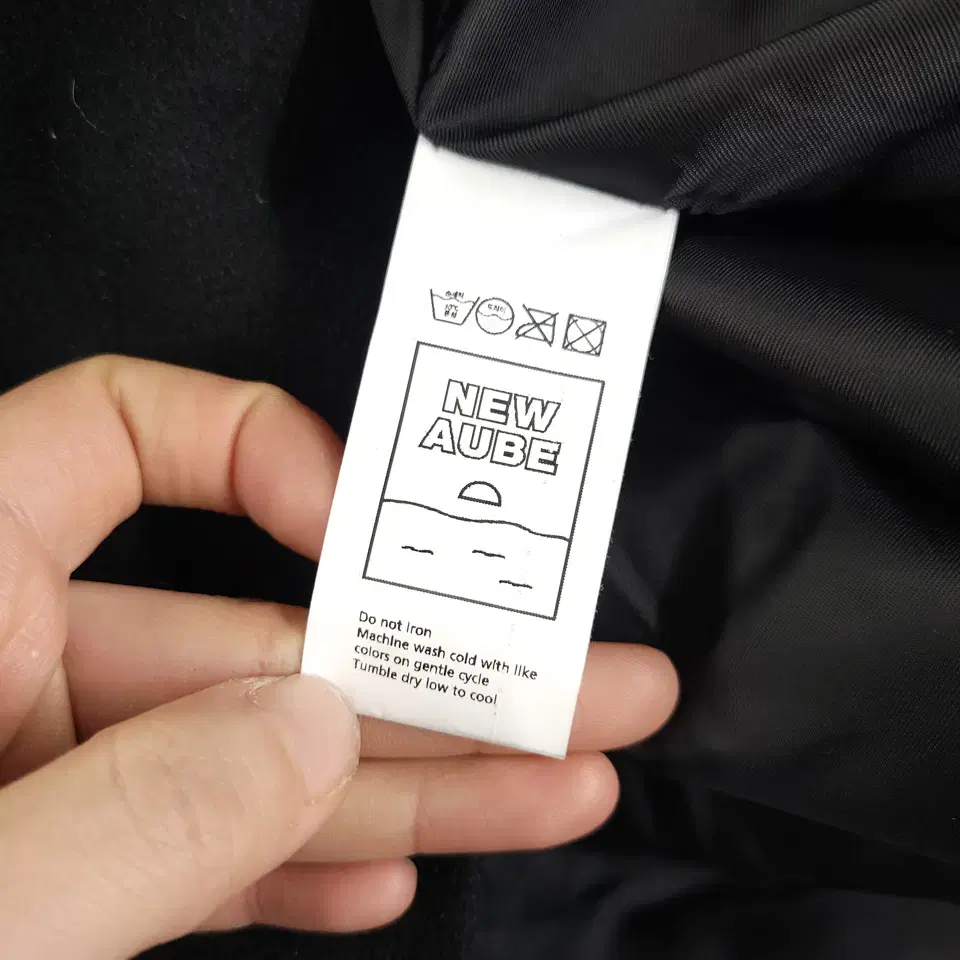 30℃
NEW
AUBE
Do not iron
Machine wash cold with like
colors on gentle cycle
Tumble dry low to cool